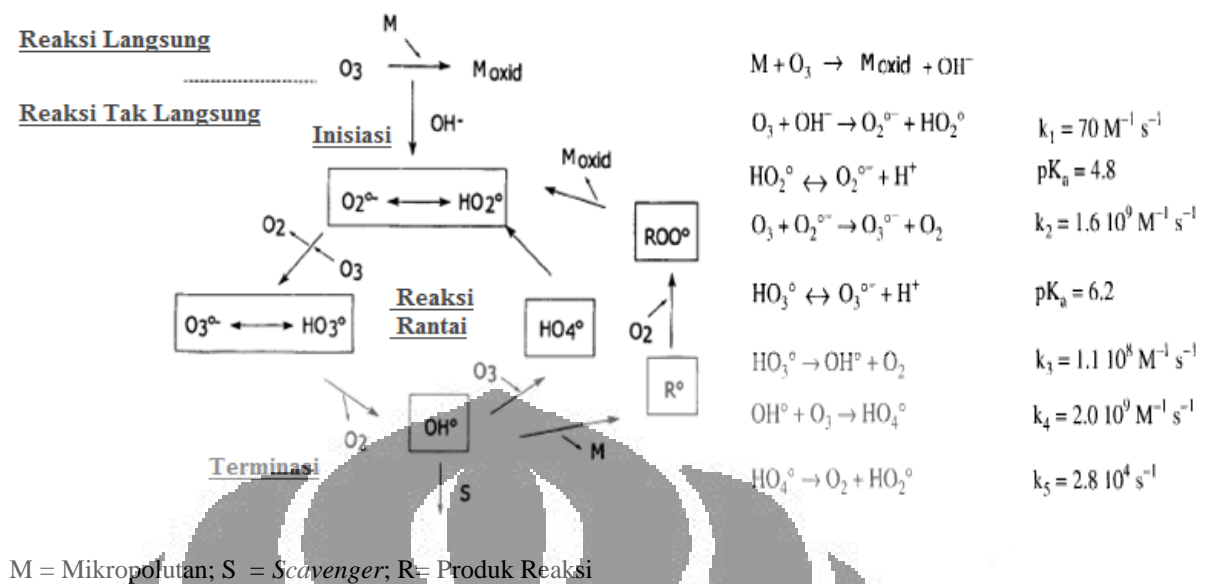 Reaksi Langsung
M
O₃ → Moxid
Reaksi Tak Langsung
OH-
Inisiasi
O₂°⁻ ↔ HO₂°
Moxid
ROO°
O₂
O₃
O₃°⁻ ↔ HO₃°
Reaksi
Rantai
HO₄°
O₂
R°
O₃
O₂
OH°
M
Terminasi
S
M + O₃ → Moxid + OH⁻
O₃ + OH⁻ → O₂°⁻ + HO₂° k₁ = 70 M⁻¹ s⁻¹
HO₂° ↔ O₂°⁻ + H⁺ pKₐ = 4.8
O₃ + O₂°⁻ → O₃°⁻ + O₂ k₂ = 1.6 10⁹ M⁻¹ s⁻¹
HO₃° ↔ O₃°⁻ + H⁺ pKₐ = 6.2
HO₃° → OH° + O₂ k₃ = 1.1 10⁸ M⁻¹ s⁻¹
OH° + O₃ → HO₄° k₄ = 2.0 10⁹ M⁻¹ s⁻¹
HO₄° → O₂ + HO₂° k₅ = 2.8 10⁴ s⁻¹
M = Mikropolutan; S = Scavenger; R= Produk Reaksi